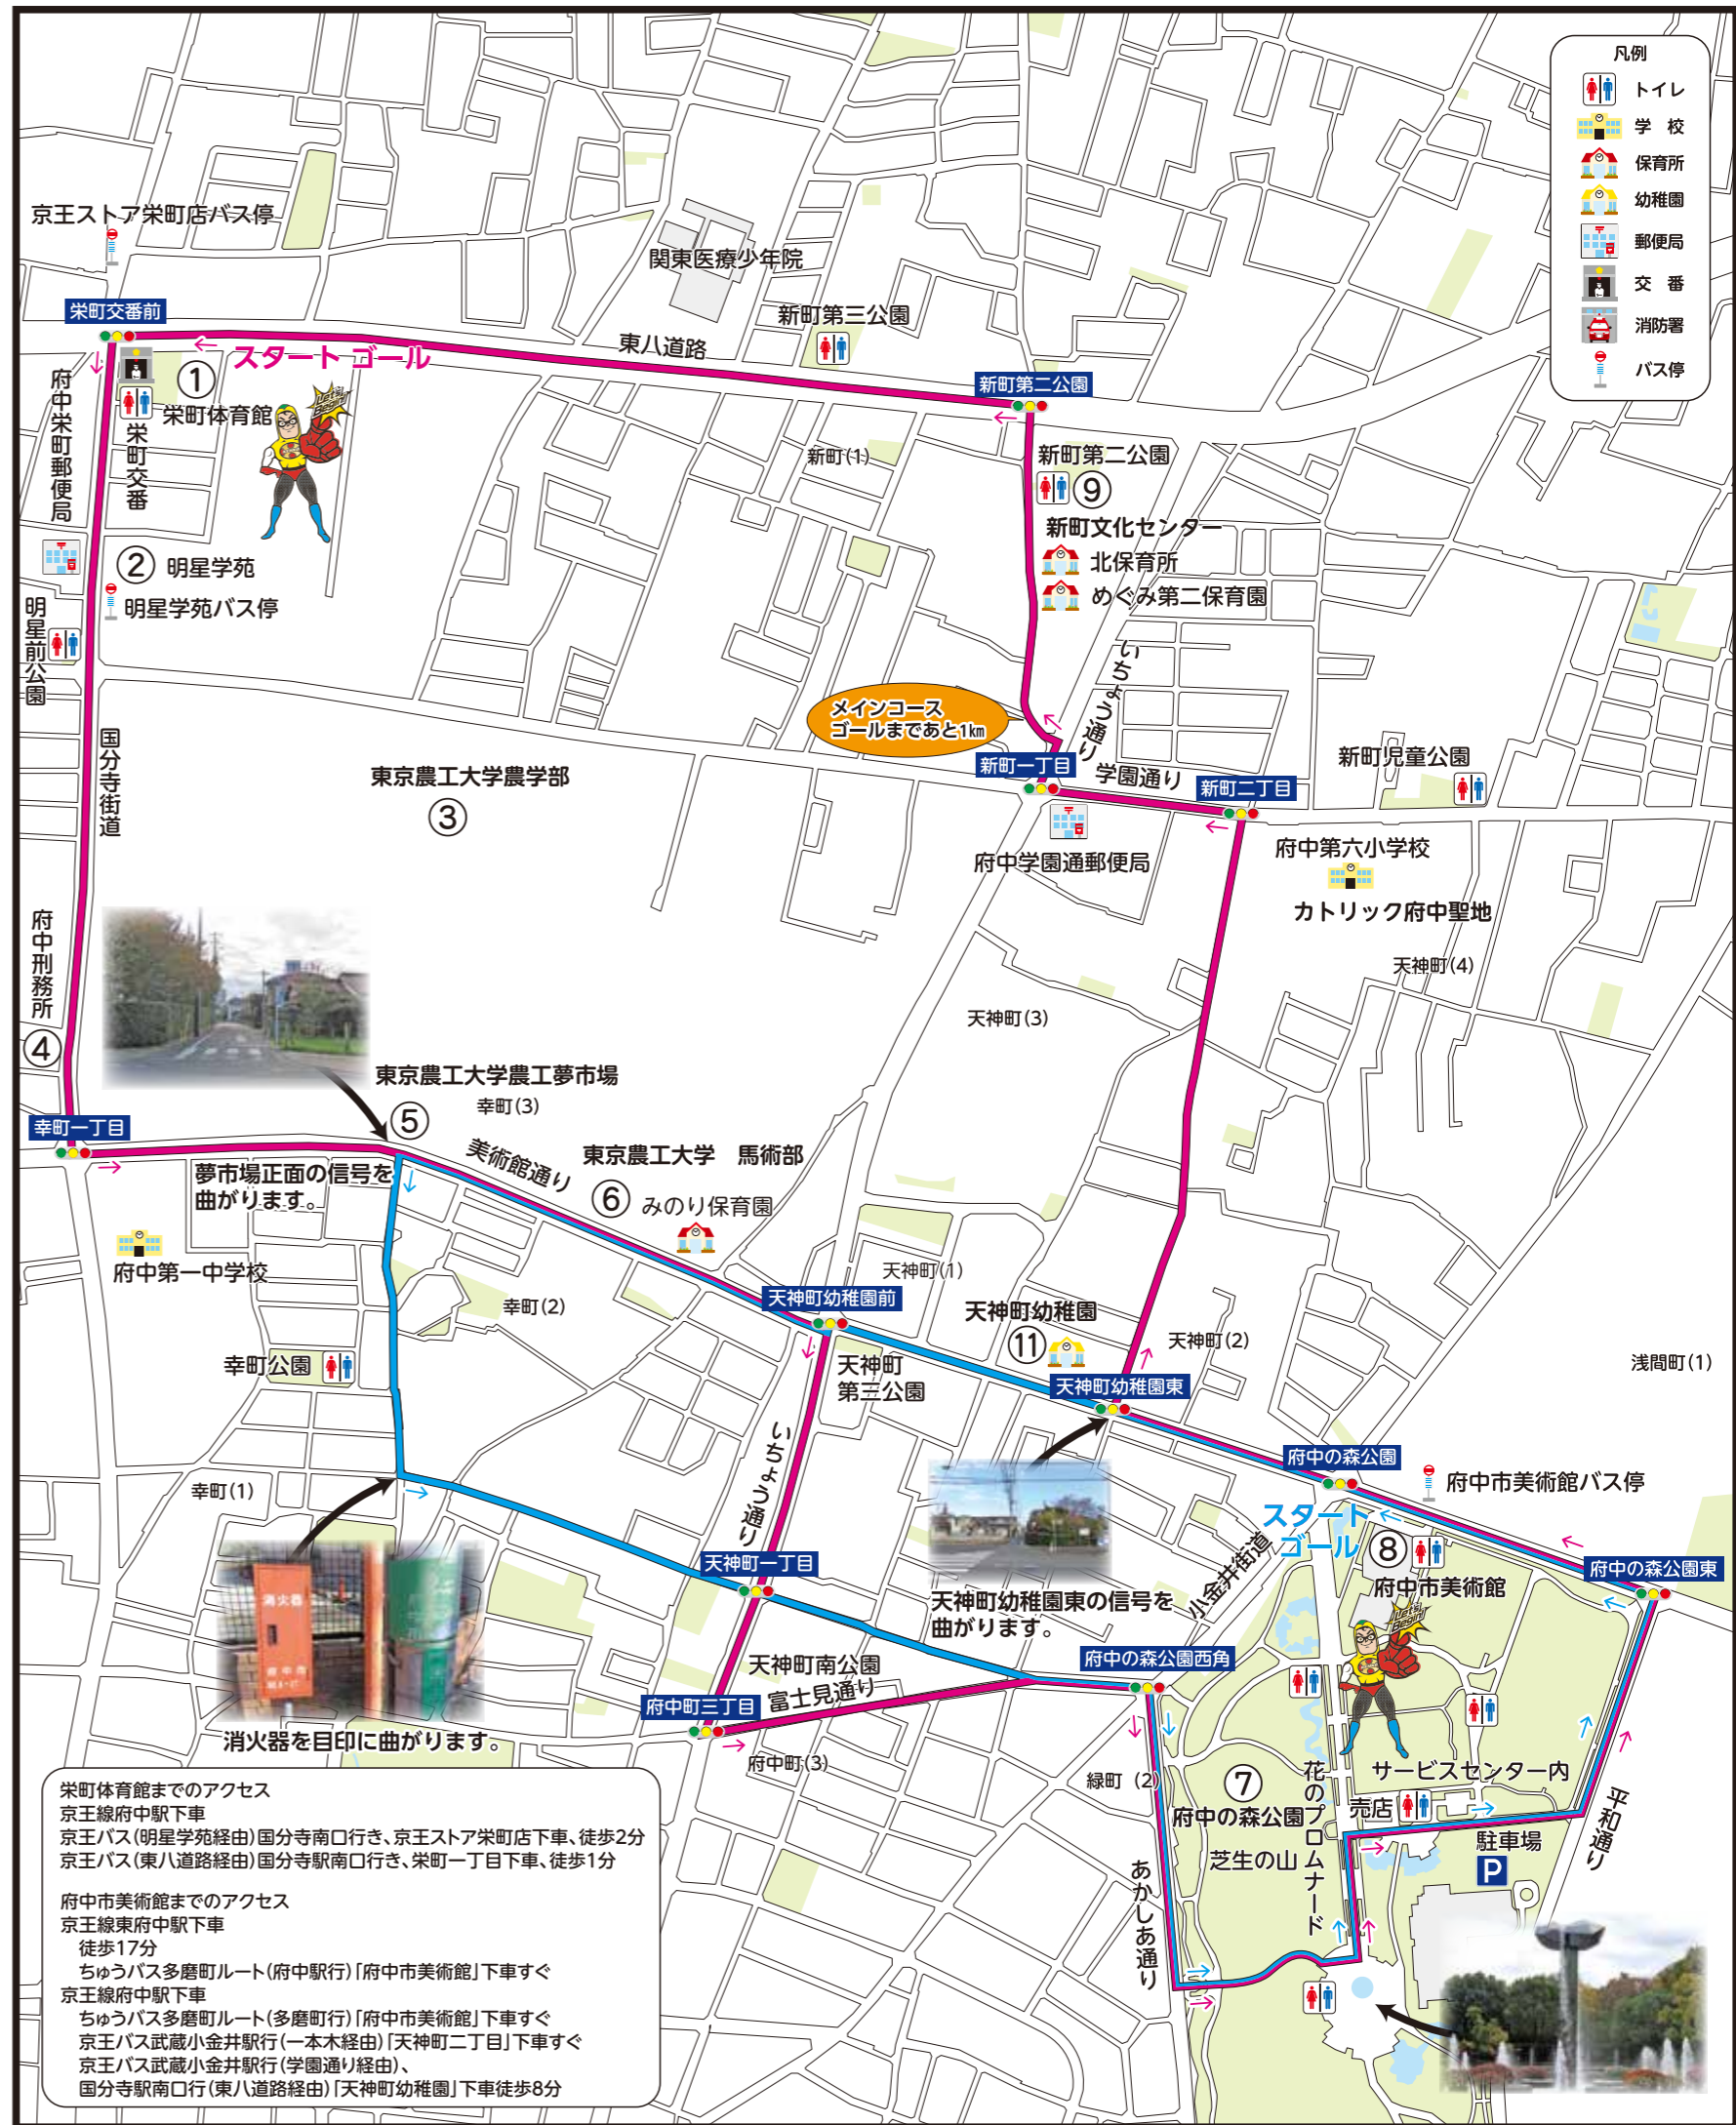 凡例
トイレ
学 校
保育所
幼稚園
郵便局
交 番
消防署
バス停
京王ストア栄町店バス停
関東医療少年院
栄町交番前
新町第三公園
東八道路
スタート ゴール
①
栄町体育館
Let's Begin!
府中栄町郵便局
栄町交番
新町第二公園
新町(1)
新町第二公園
⑨
新町文化センター
北保育所
めぐみ第二保育園
② 明星学苑
明星学苑バス停
明星前公園
いちょう通り
メインコース
ゴールまであと1km
国分寺街道
新町一丁目
学園通り
新町二丁目
新町児童公園
東京農工大学農学部
③
府中学園通郵便局
府中第六小学校
カトリック府中聖地
府中刑務所
④
天神町(4)
天神町(3)
東京農工大学農工夢市場
⑤
幸町(3)
幸町一丁目
美術館通り
東京農工大学 馬術部
⑥ みのり保育園
夢市場正面の信号を
曲がります。
府中第一中学校
幸町(2)
天神町(1)
天神町幼稚園前
天神町幼稚園
⑪
天神町(2)
幸町公園
天神町
第三公園
天神町幼稚園東
浅間町(1)
いちょう通り
幸町(1)
府中の森公園
府中市美術館バス停
スタート
ゴール
⑧
府中市美術館
小金井街道
天神町一丁目
府中の森公園東
消火器
天神町幼稚園東の信号を
曲がります。
Let's Begin!
府中の森公園西角
天神町南公園
富士見通り
府中町三丁目
消火器を目印に曲がります。
府中町(3)
緑町 (2)
⑦
府中の森公園
芝生の山
花のプロムナード
サービスセンター内
売店
駐車場
P
平和通り
あかしあ通り
栄町体育館までのアクセス
京王線府中駅下車
京王バス(明星学苑経由)国分寺南口行き、京王ストア栄町店下車、徒歩2分
京王バス(東八道路経由)国分寺駅南口行き、栄町一丁目下車、徒歩1分
府中市美術館までのアクセス
京王線東府中駅下車
徒歩17分
ちゅうバス多磨町ルート(府中駅行)「府中市美術館」下車すぐ
京王線府中駅下車
ちゅうバス多磨町ルート(多磨町行)「府中市美術館」下車すぐ
京王バス武蔵小金井駅行(一本木経由)「天神町二丁目」下車すぐ
京王バス武蔵小金井駅行(学園通り経由)、
国分寺駅南口行(東八道路経由)「天神町幼稚園」下車徒歩8分